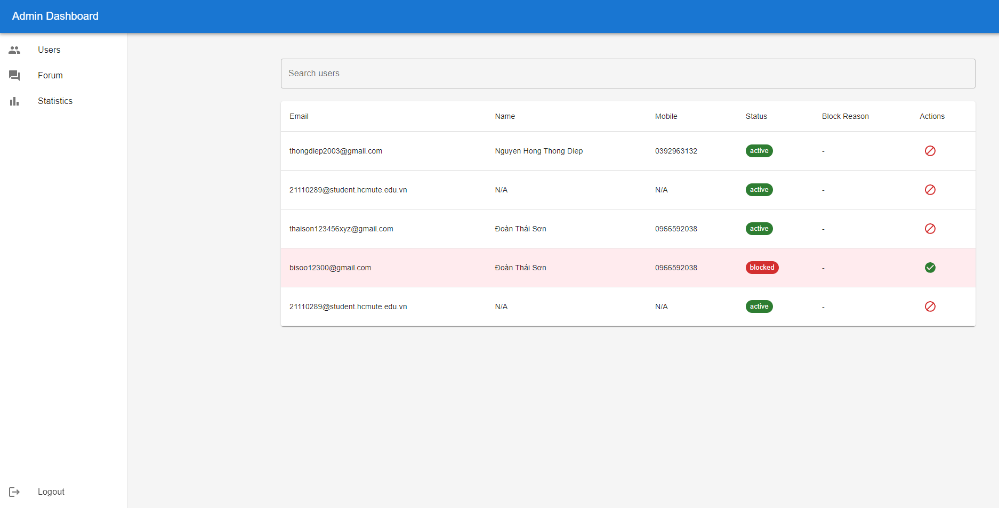 Admin Dashboard
Users
Forum
Statistics
Logout
Search users
Email Name Mobile Status Block Reason Actions
thongdiep2003@gmail.com Nguyen Hong Thong Diep 0392963132 active -
21110289@student.hcmute.edu.vn N/A N/A active -
thaison123456xyz@gmail.com Đoàn Thái Sơn 0966592038 active -
bisoo12300@gmail.com Đoàn Thái Sơn 0966592038 blocked -
21110289@student.hcmute.edu.vn N/A N/A active -